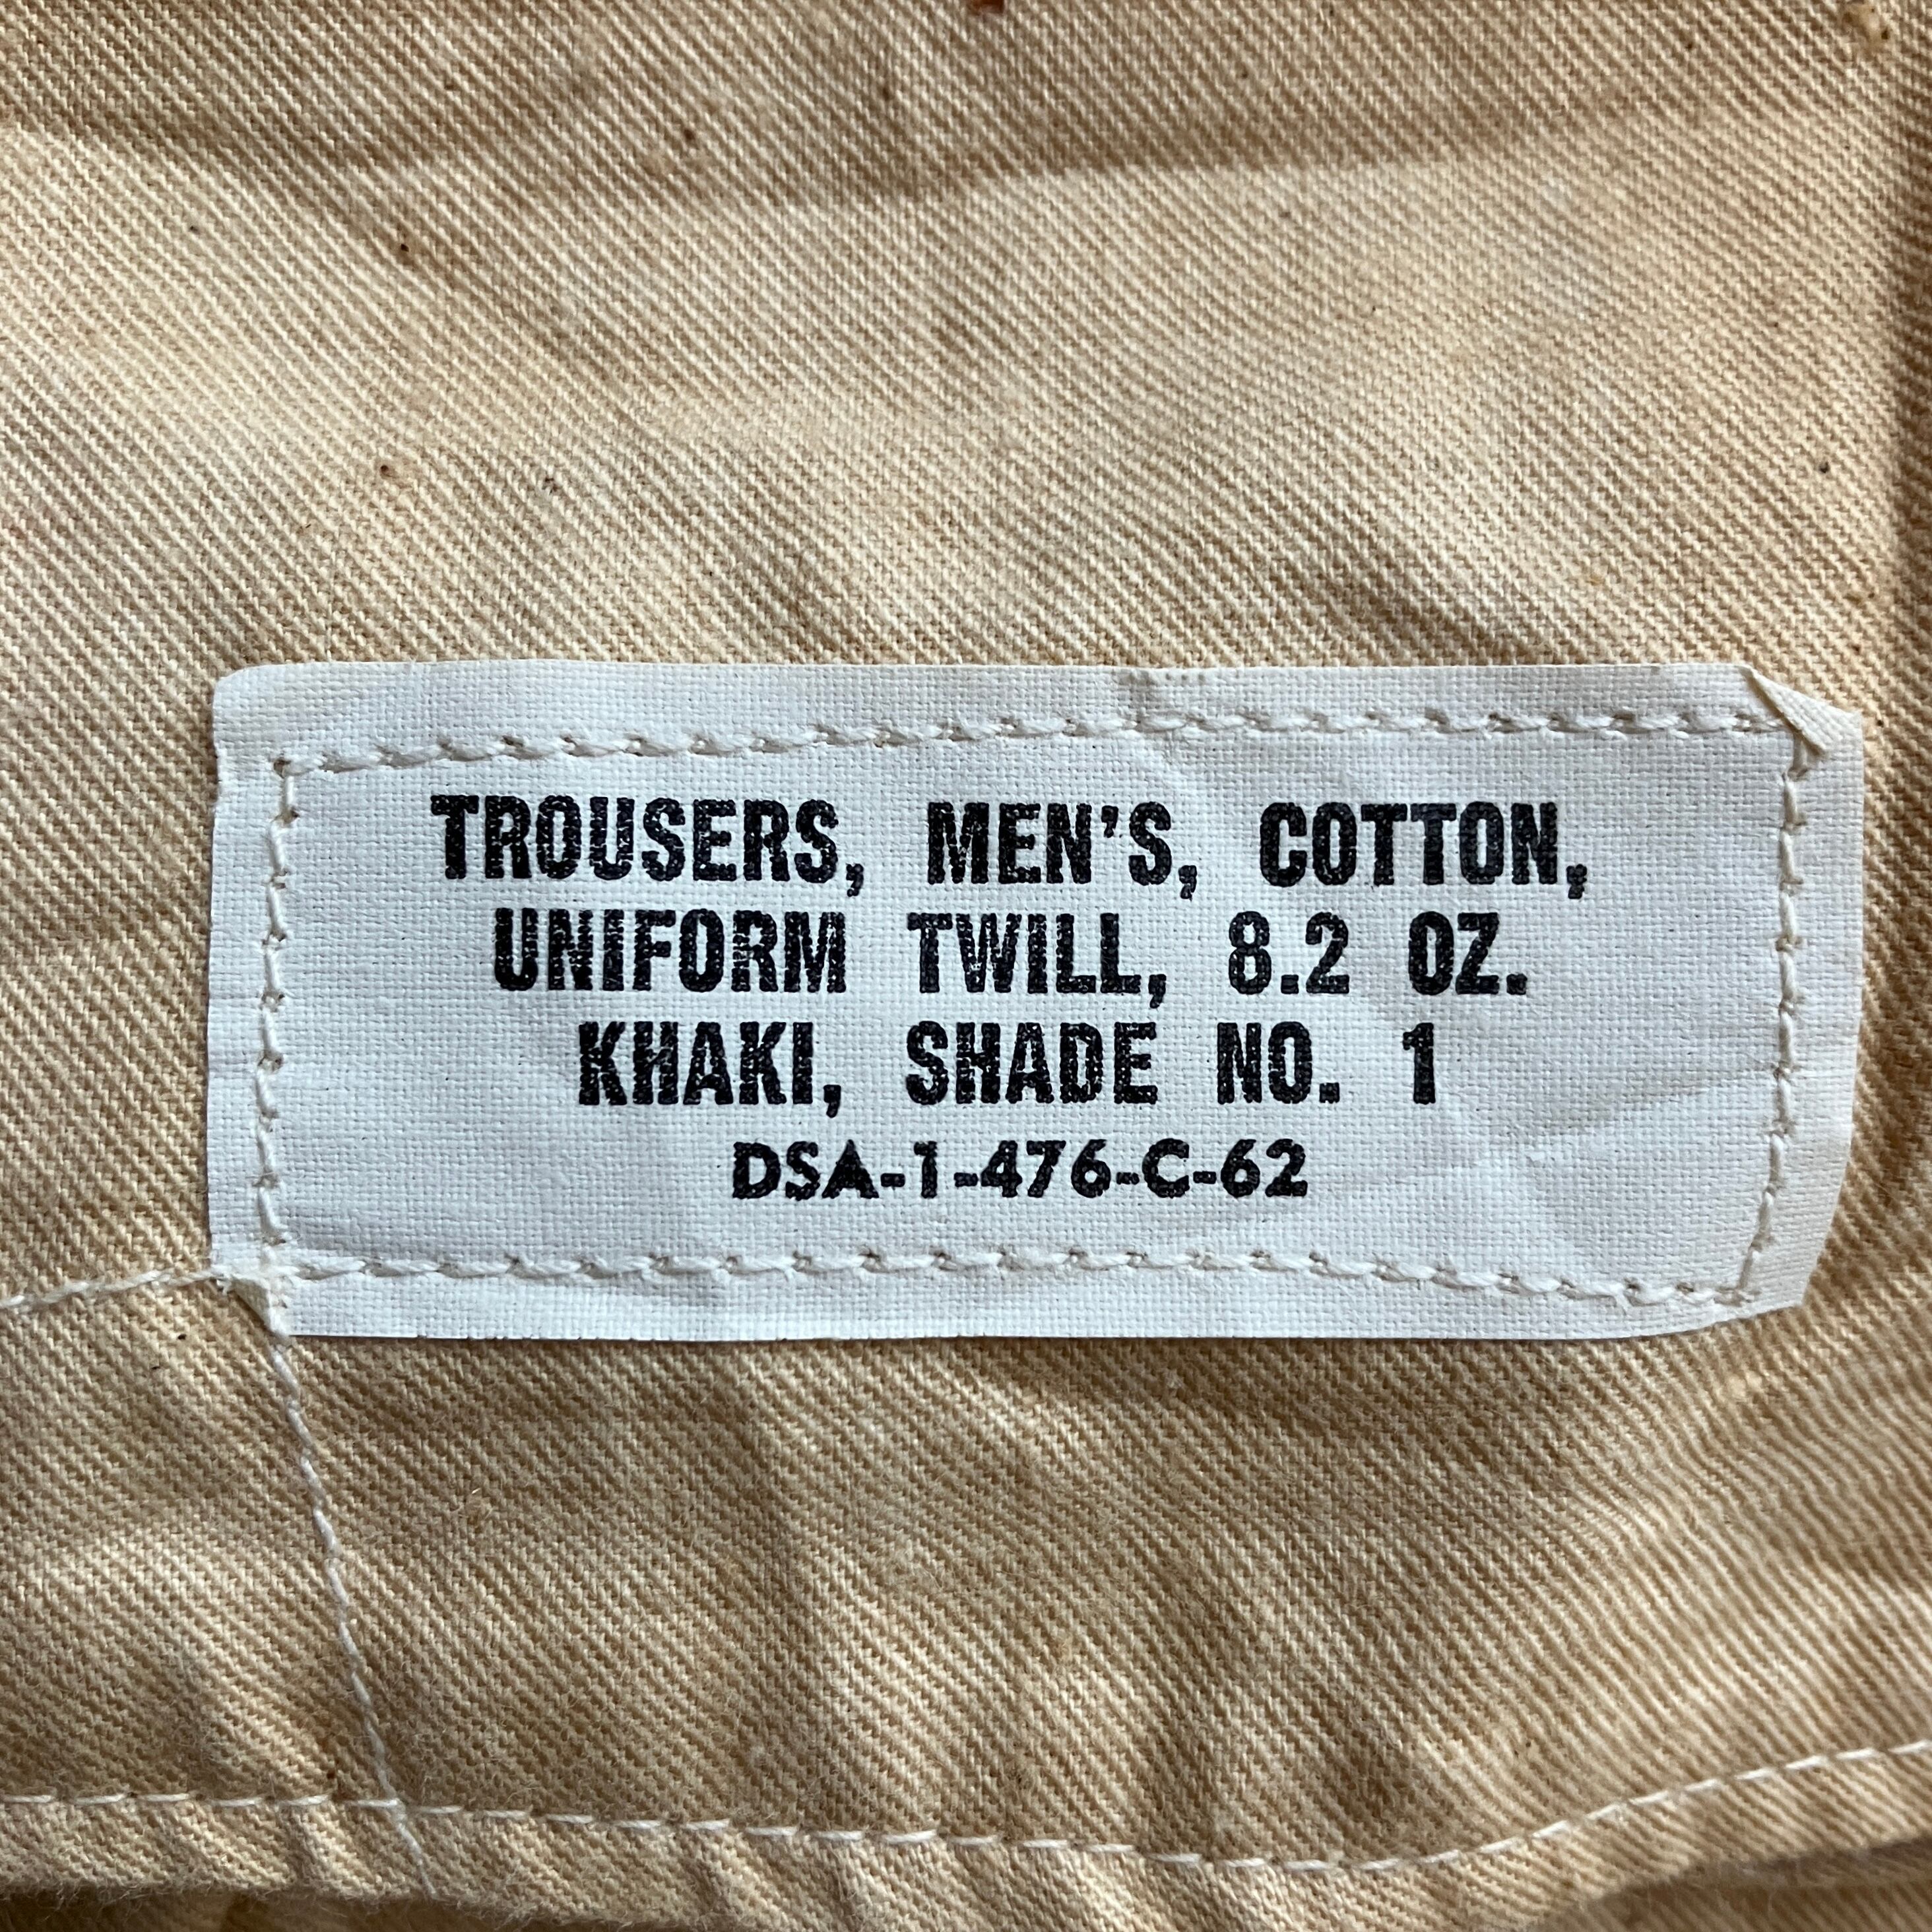 TROUSERS, MEN'S, COTTON,
UNIFORM TWILL, 8.2 OZ.
KHAKI, SHADE NO. 1
DSA-1-476-C-62